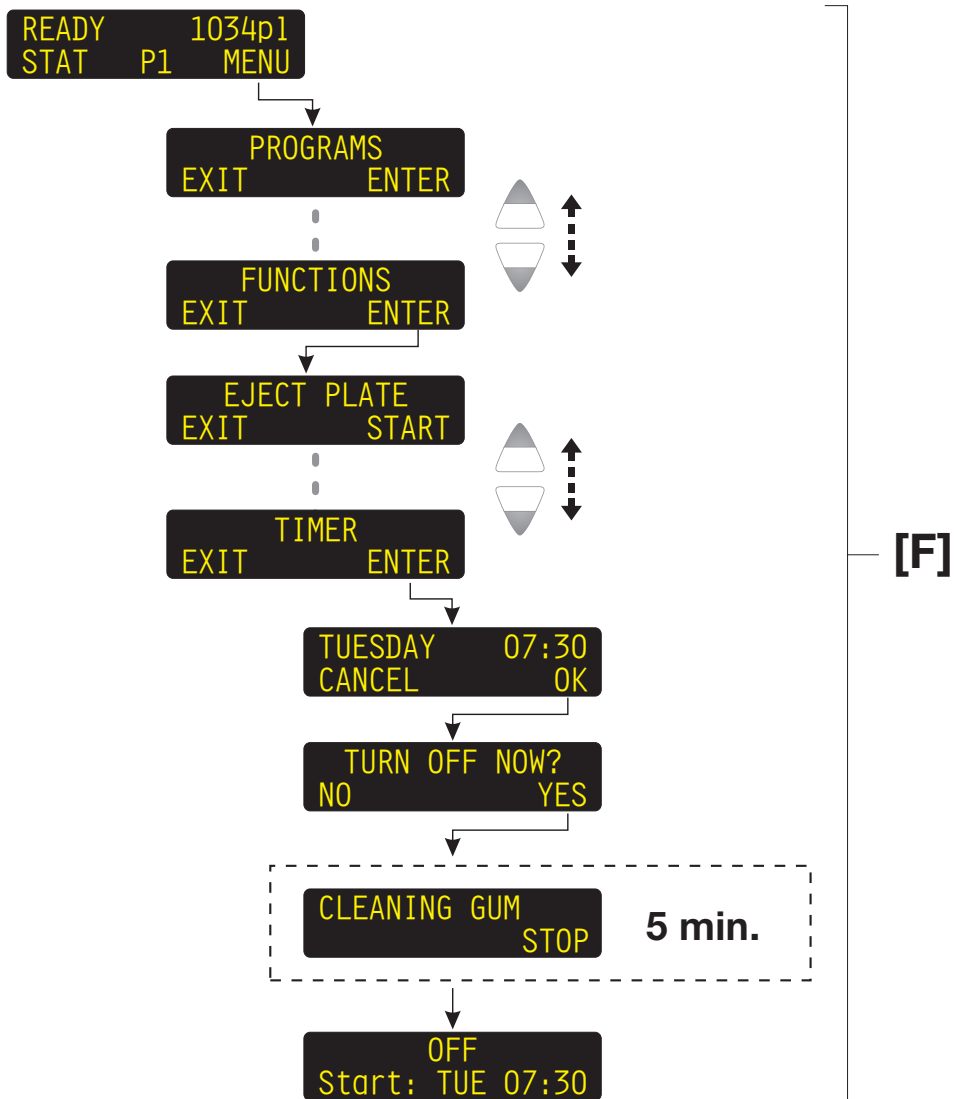 READY 1034pl
STAT P1 MENU
PROGRAMS
EXIT ENTER
FUNCTIONS
EXIT ENTER
EJECT PLATE
EXIT START
TIMER
EXIT ENTER
[F]
TUESDAY 07:30
CANCEL OK
TURN OFF NOW?
NO YES
CLEANING GUM
STOP
5 min.
OFF
Start: TUE 07:30